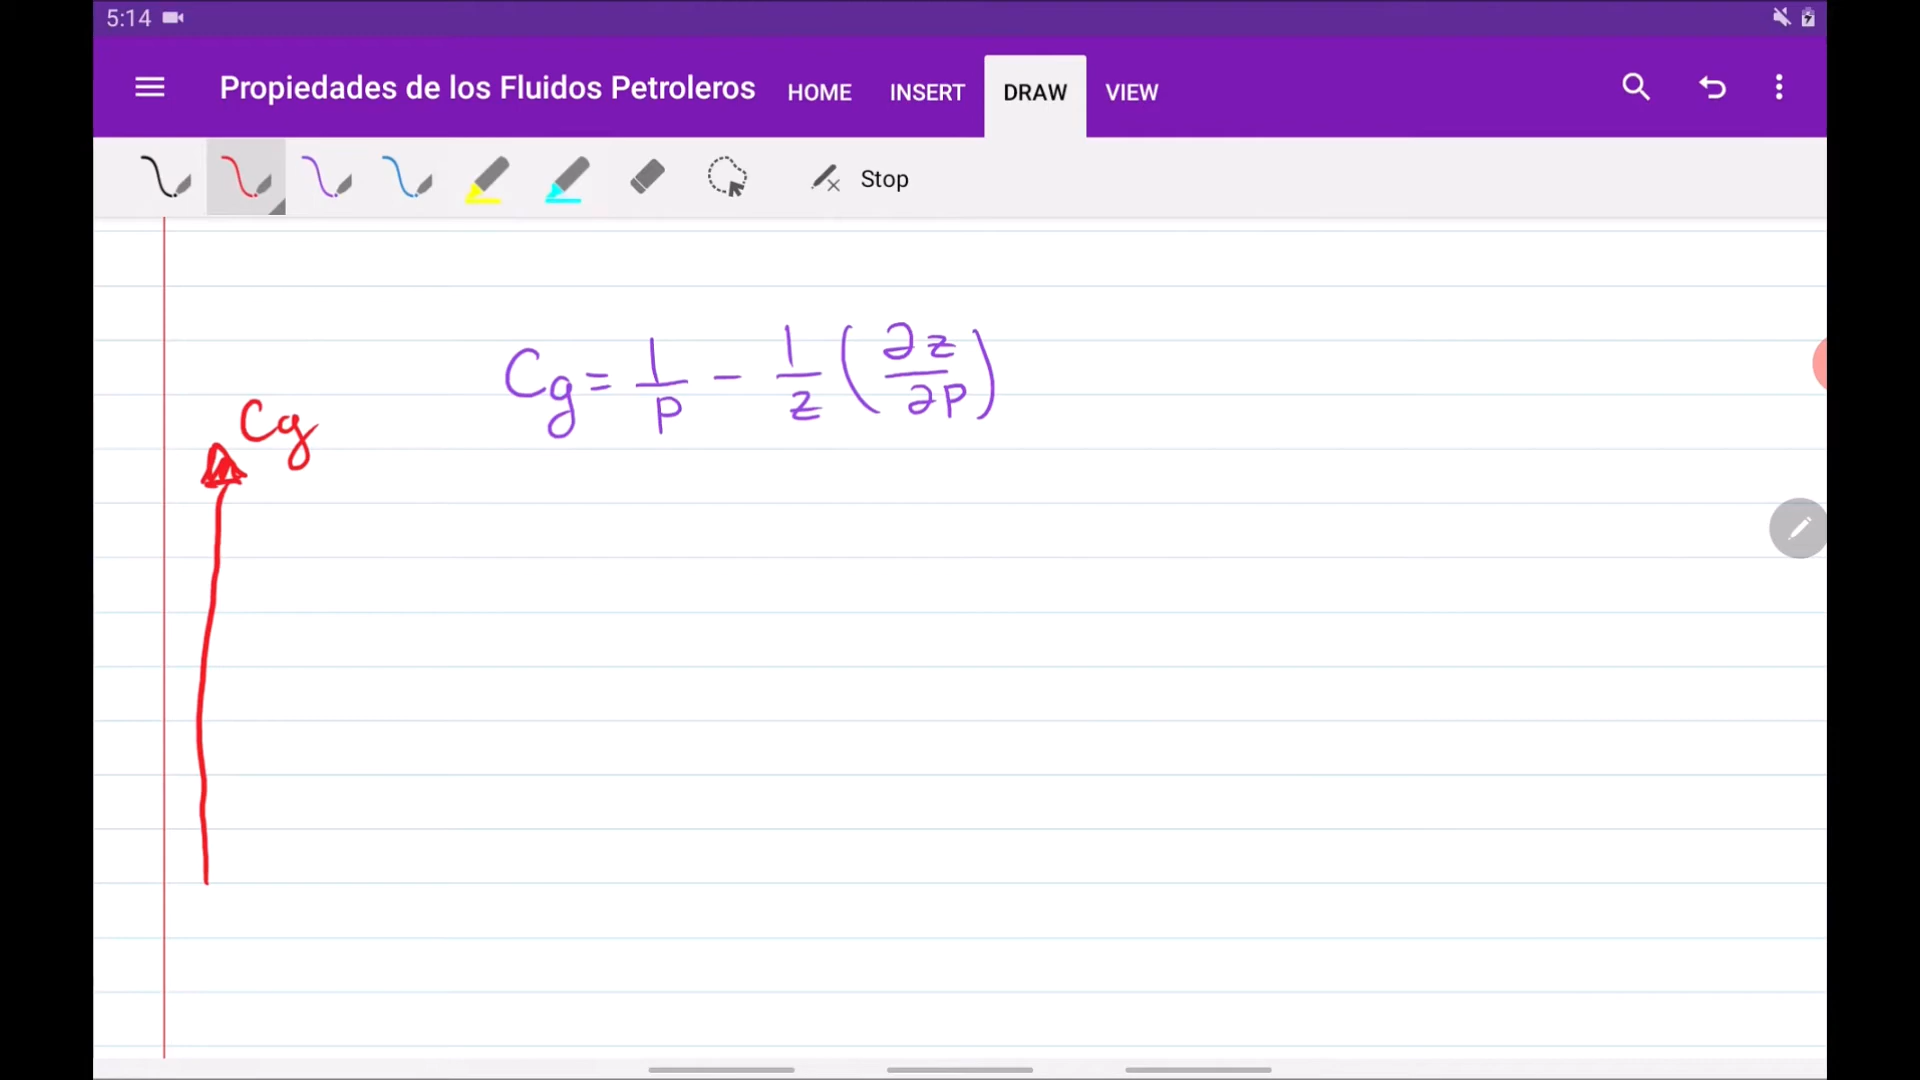 5:14
Propiedades de los Fluidos Petroleros HOME INSERT DRAW VIEW
Stop
Cg = 1/p - 1/z (∂z/∂p)
Cg